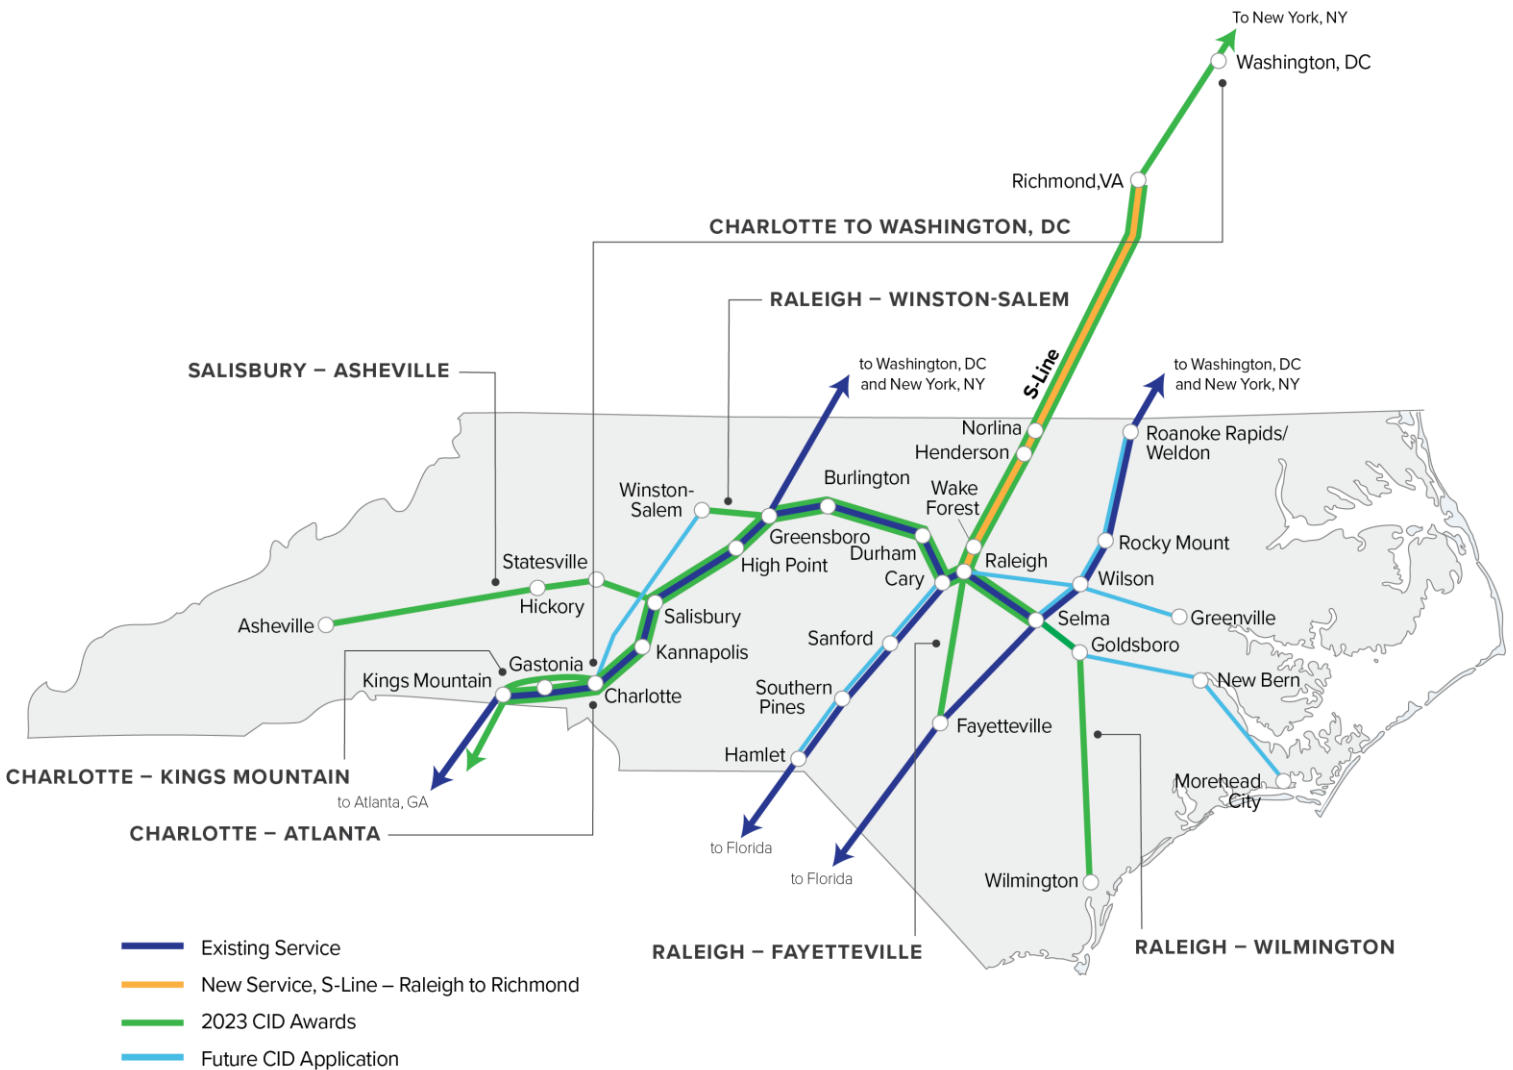 To New York, NY
Washington, DC
Richmond,VA
CHARLOTTE TO WASHINGTON, DC
RALEIGH – WINSTON-SALEM
S-Line
SALISBURY – ASHEVILLE
to Washington, DC
and New York, NY
to Washington, DC
and New York, NY
Norlina
Henderson
Roanoke Rapids/
Weldon
Wake
Forest
Burlington
Winston-
Salem
Greensboro
High Point
Durham
Cary
Raleigh
Rocky Mount
Wilson
Greenville
Statesville
Hickory
Asheville
Salisbury
Kannapolis
Sanford
Selma
Goldsboro
New Bern
Gastonia
Kings Mountain
Charlotte
Southern
Pines
Fayetteville
Hamlet
Morehead
City
CHARLOTTE – KINGS MOUNTAIN
to Atlanta, GA
CHARLOTTE – ATLANTA
to Florida
to Florida
Wilmington
RALEIGH – FAYETTEVILLE
RALEIGH – WILMINGTON
Existing Service
New Service, S-Line – Raleigh to Richmond
2023 CID Awards
Future CID Application